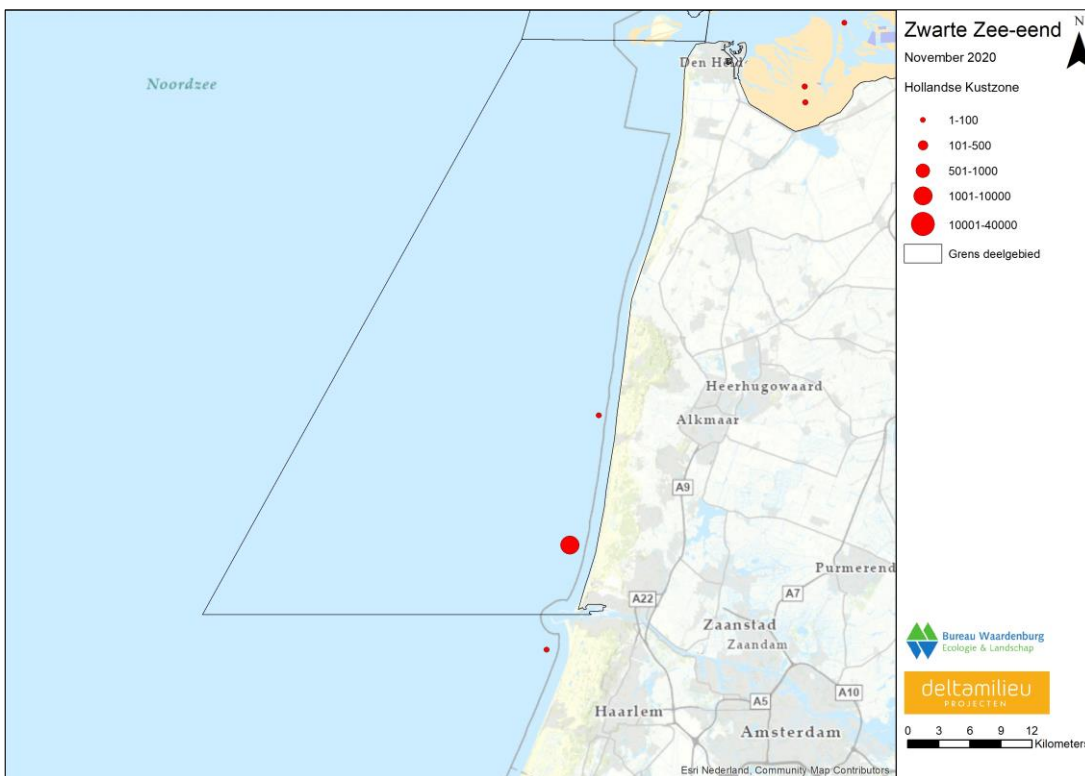 Zwarte Zee-eend
N
November 2020
Hollandse Kustzone
1-100
101-500
501-1000
1001-10000
10001-40000
Grens deelgebied
Noordzee
Den Held
Heerhugowaard
Alkmaar
A9
Purmerend
A22
A7
Zaanstad
Zaandam
A5
A10
Haarlem
Amsterdam
Esri Nederland, Community Map Contributors
Bureau Waardenburg
Ecologie & Landschap
deltamilieu
PROJECTEN
0 3 6 9 12
Kilometers